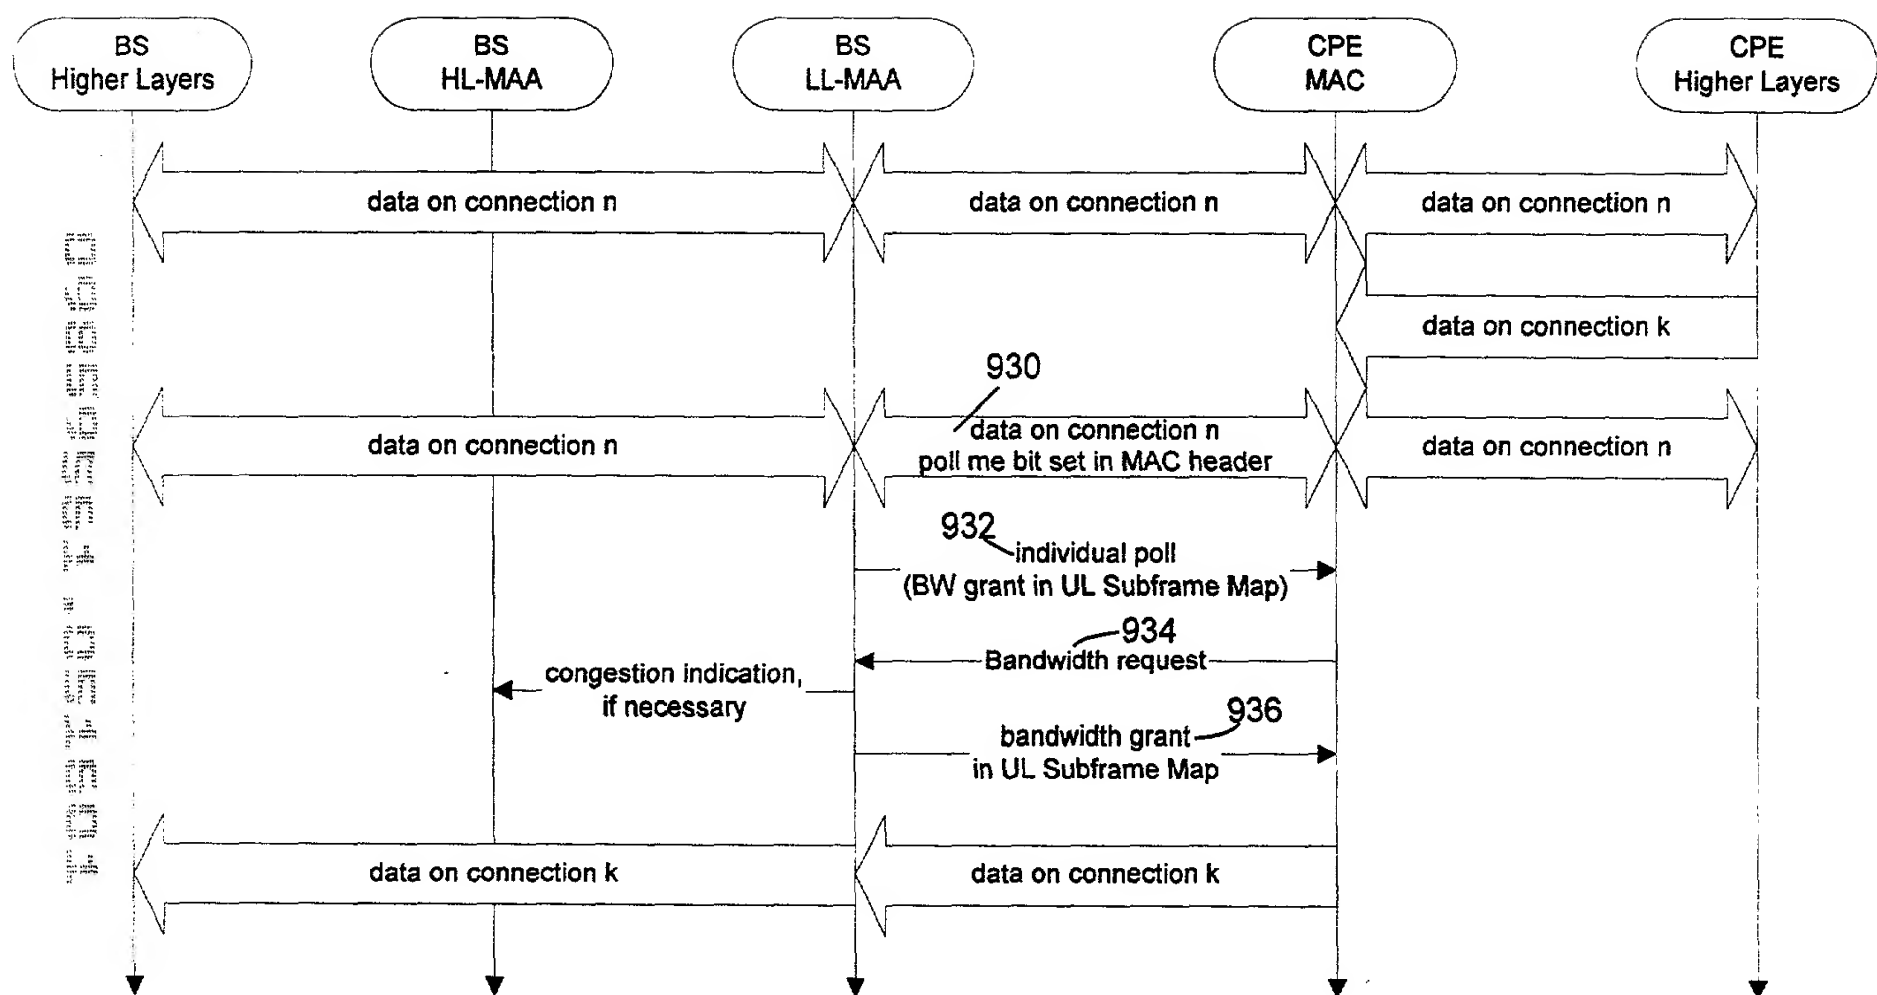 BS
Higher Layers
BS
HL-MAA
BS
LL-MAA
CPE
MAC
CPE
Higher Layers
data on connection n
data on connection n
data on connection n
data on connection k
930
data on connection n
data on connection n
poll me bit set in MAC header
data on connection n
932
individual poll
(BW grant in UL Subframe Map)
934
Bandwidth request
congestion indication,
if necessary
936
bandwidth grant
in UL Subframe Map
data on connection k
data on connection k